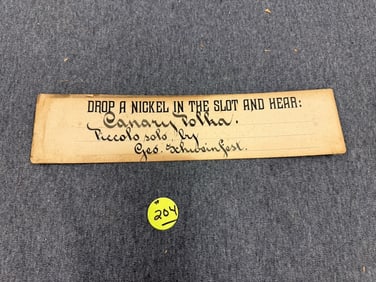 DROP A NICKEL IN THE SLOT AND HEAR:
Canary Polka.
Piccolo solo. by
Geo. Schweinfest.
204